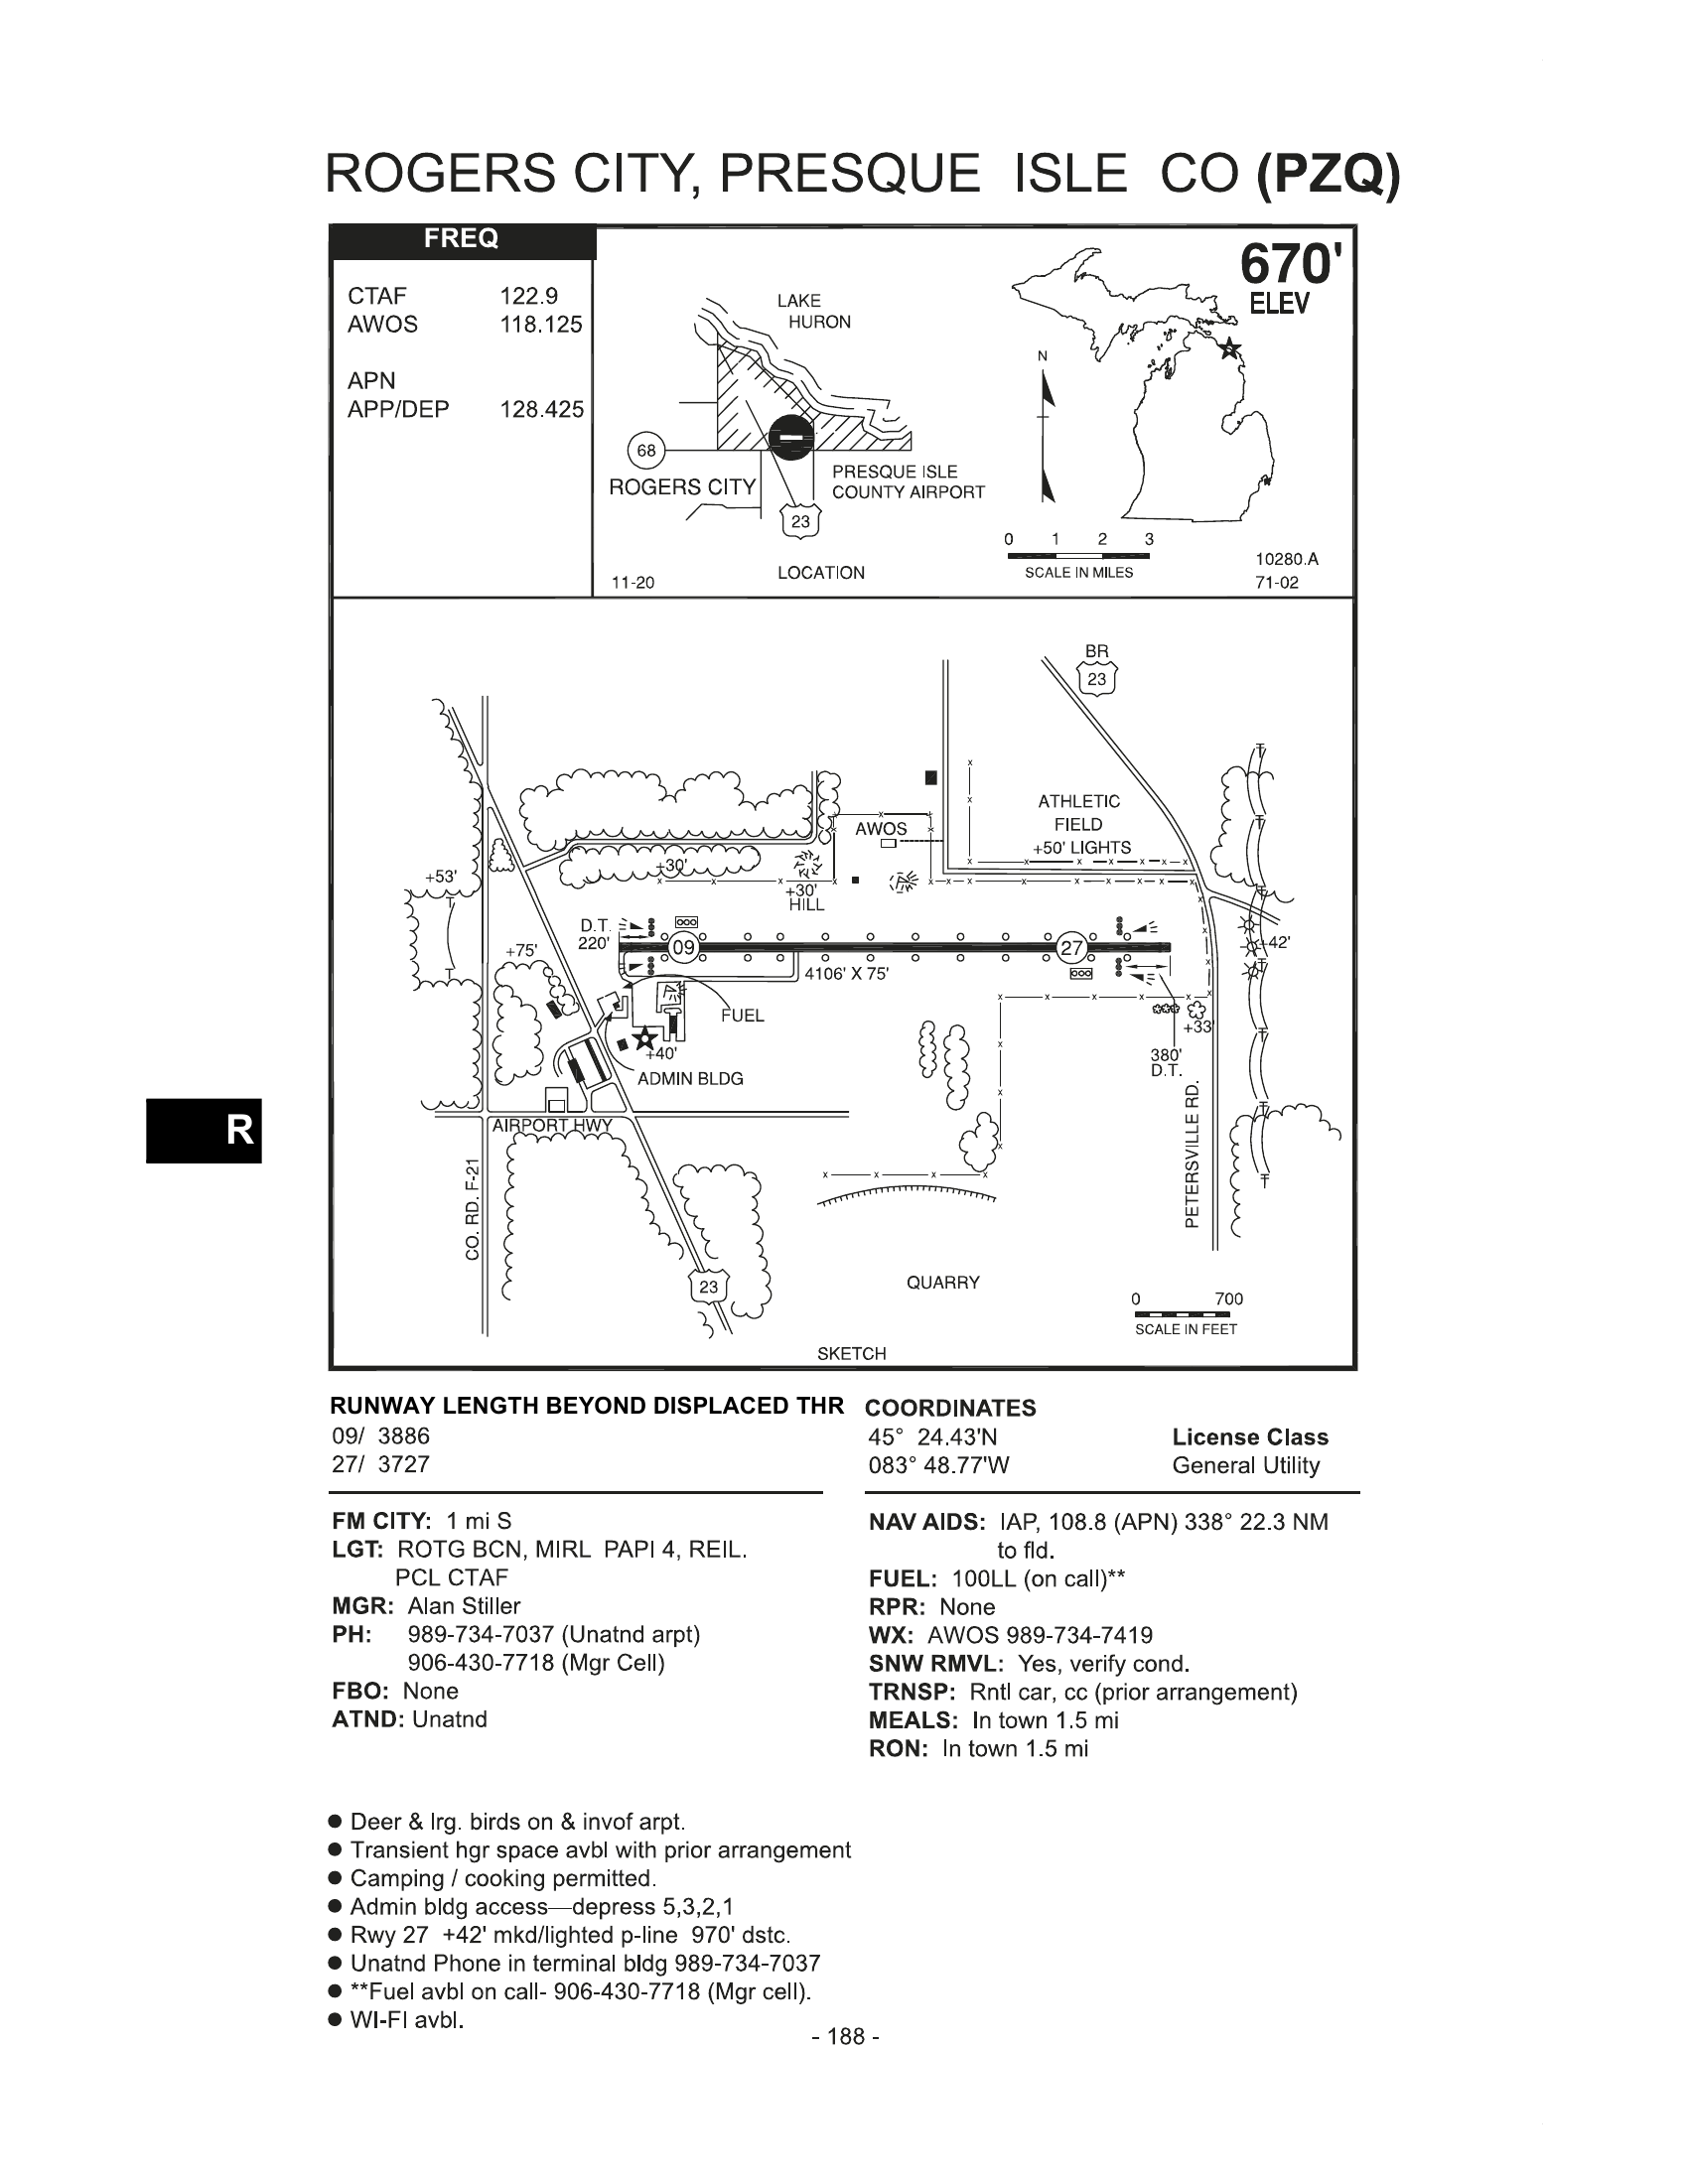 ROGERS CITY, PRESQUE ISLE CO (PZQ)
FREQ
CTAF 122.9
AWOS 118.125
APN
APP/DEP 128.425
LAKE
HURON
68
ROGERS CITY
PRESQUE ISLE
COUNTY AIRPORT
23
LOCATION
11-20
670'
ELEV
N
0 1 2 3
SCALE IN MILES
10280.A
71-02
BR
23
ATHLETIC
FIELD
+50' LIGHTS
AWOS
+30'
+53'
+30'
HILL
D.T.
220'
09
27
+75'
+42'
4106' X 75'
FUEL
+33'
+40'
380'
D.T.
ADMIN BLDG
AIRPORT HWY
CO. RD. F-21
PETERSVILLE RD.
23
QUARRY
0 700
SCALE IN FEET
SKETCH
R
RUNWAY LENGTH BEYOND DISPLACED THR
09/ 3886
27/ 3727
COORDINATES
45° 24.43'N
083° 48.77'W
License Class
General Utility
FM CITY: 1 mi S
LGT: ROTG BCN, MIRL PAPI 4, REIL.
PCL CTAF
MGR: Alan Stiller
PH: 989-734-7037 (Unatnd arpt)
906-430-7718 (Mgr Cell)
FBO: None
ATND: Unatnd
NAV AIDS: IAP, 108.8 (APN) 338° 22.3 NM
to fld.
FUEL: 100LL (on call)**
RPR: None
WX: AWOS 989-734-7419
SNW RMVL: Yes, verify cond.
TRNSP: Rntl car, cc (prior arrangement)
MEALS: In town 1.5 mi
RON: In town 1.5 mi
● Deer & lrg. birds on & invof arpt.
● Transient hgr space avbl with prior arrangement
● Camping / cooking permitted.
● Admin bldg access—depress 5,3,2,1
● Rwy 27 +42' mkd/lighted p-line 970' dstc.
● Unatnd Phone in terminal bldg 989-734-7037
● **Fuel avbl on call- 906-430-7718 (Mgr cell).
● WI-FI avbl.
- 188 -